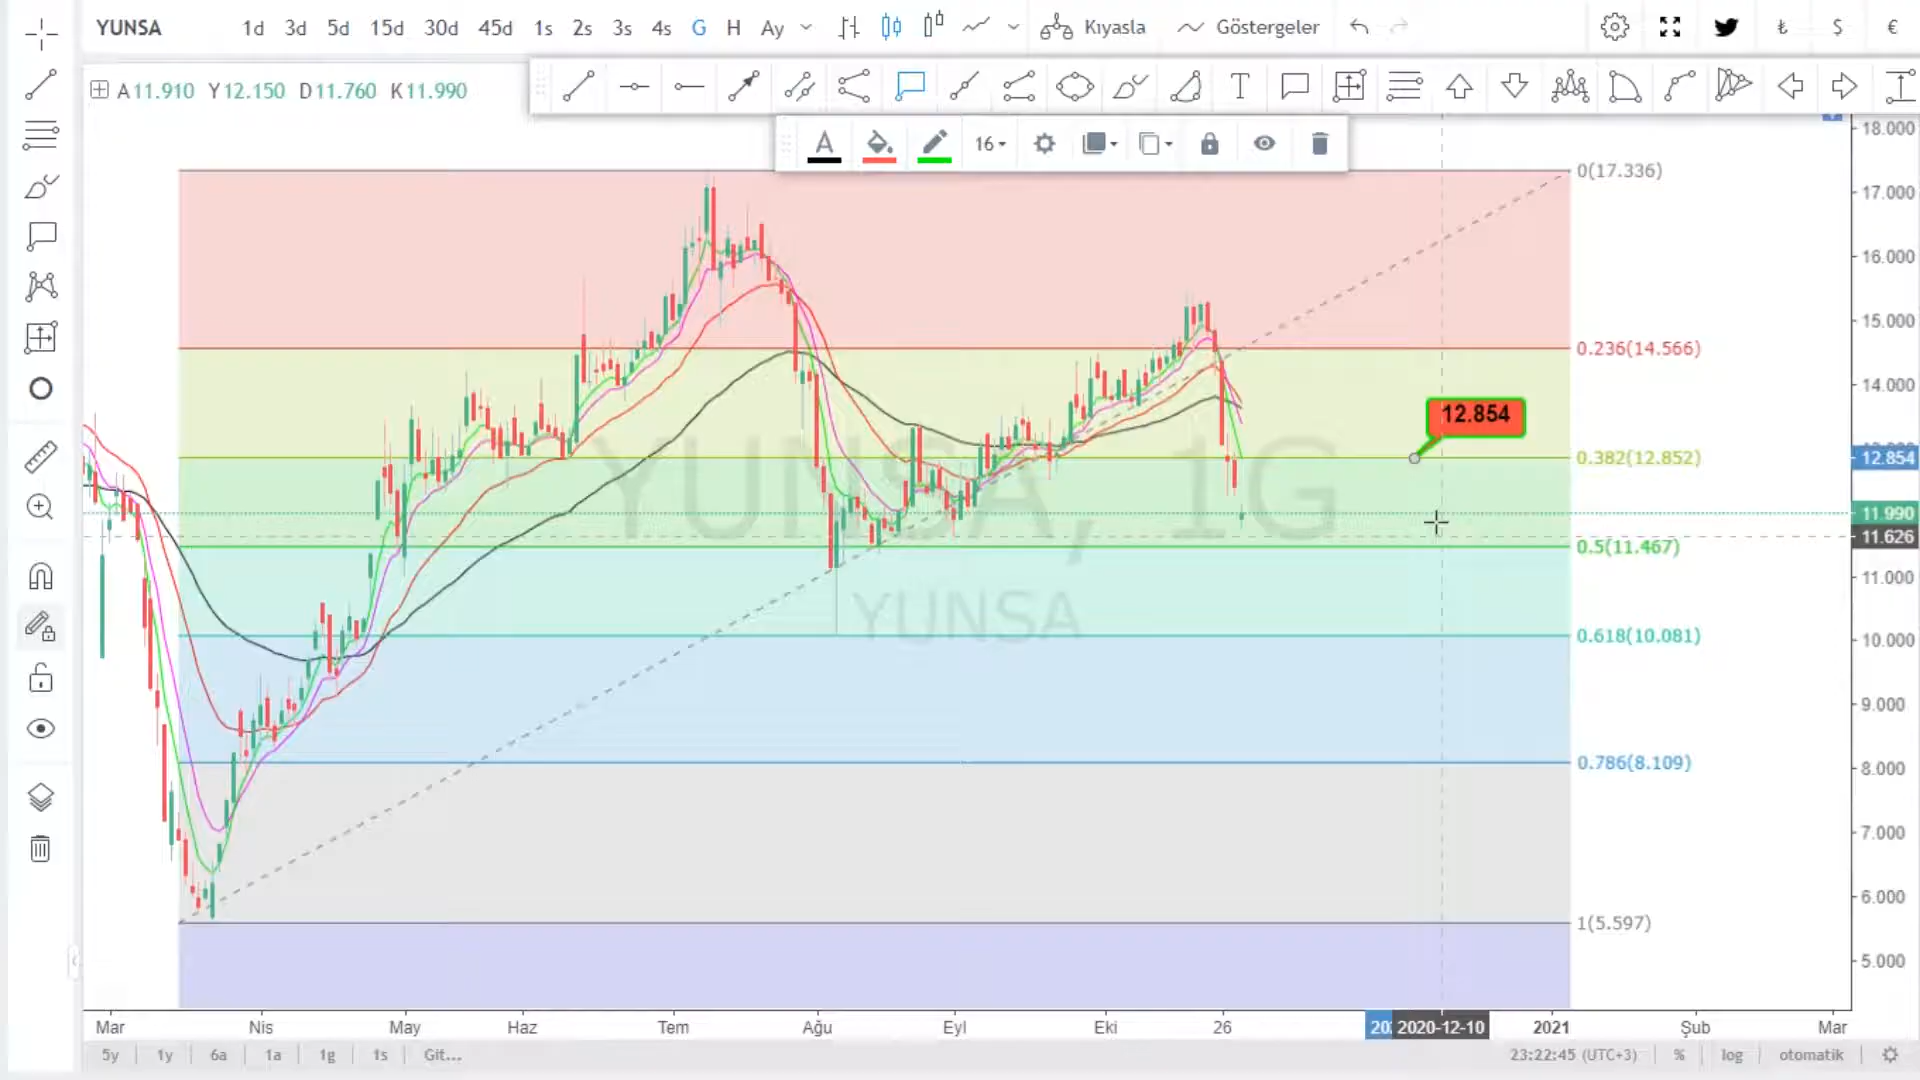 YUNSA 1d 3d 5d 15d 30d 45d 1s 2s 3s 4s G H Ay Kıyasla Göstergeler ₺ $ €
A11.910 Y12.150 D11.760 K11.990
T
A 16
18.000
0(17.336)
17.000
16.000
15.000
0.236(14.566)
14.000
12.854
0.382(12.852)
12.854
YUNSA, 1G
11.990
11.626
0.5(11.467)
11.000
YUNSA
0.618(10.081)
10.000
9.000
0.786(8.109)
8.000
7.000
6.000
1(5.597)
5.000
Mar Nis May Haz Tem Ağu Eyl Eki 26 2020-12-10 2021 Şub Mar
5y 1y 6a 1a 1g 1s Git... 23:22:45 (UTC+3) % log otomatik